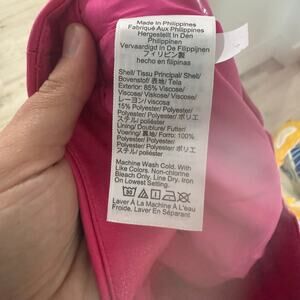 Made In Philippines
Fabriqué Aux Philippines
Hergestellt In Den
Philippinen
Vervaardigd In De Filippijnen
フィリピン製
hecho en filipinas
Shell/ Tissu Principal/ Shell/
Bovenstof/ 表地/ Tela
Exterior: 85% Viscose/
Viscose/ Viskose/ Viscose/
レーヨン/ viscosa
15% Polyester/ Polyester/
Polyester/ Polyester/ ポリエ
ステル/ poliéster
Lining/ Doublure/ Futter/
Voering/ 裏地/ Forro: 100%
Polyester/ Polyester/
Polyester/ Polyester/ ポリエ
ステル/ poliéster
Machine Wash Cold. With
Like Colors. Non-chlorine
Bleach Only. Line Dry. Iron
On Lowest Setting.
Laver À La Machine À L'eau
Froide, Laver En Séparant